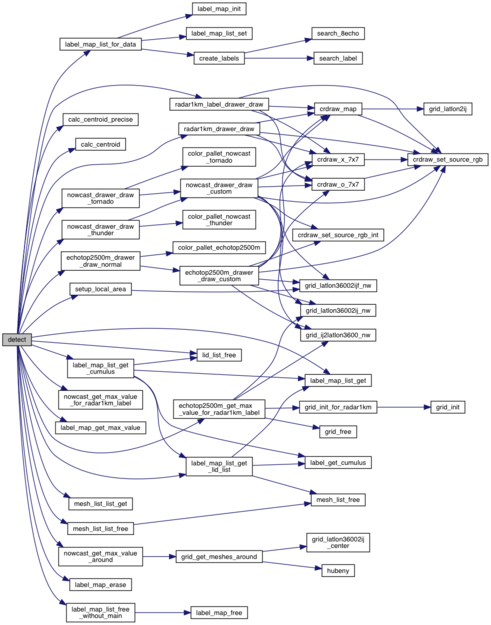 label_map_init
label_map_list_for_data
label_map_list_set
search_8echo
create_labels
search_label
radar1km_label_drawer_draw
crdraw_map
grid_latlon2ij
calc_centroid_precise
radar1km_drawer_draw
calc_centroid
color_pallet_nowcast
_tornado
crdraw_x_7x7
crdraw_set_source_rgb
nowcast_drawer_draw
_tornado
nowcast_drawer_draw
_custom
crdraw_o_7x7
nowcast_drawer_draw
_thunder
color_pallet_nowcast
_thunder
crdraw_set_source_rgb_int
echotop2500m_drawer
_draw_normal
color_pallet_echotop2500m
echotop2500m_drawer
_draw_custom
setup_local_area
grid_latlon36002ijf_nw
grid_latlon36002ij_nw
grid_ij2latlon3600_nw
detect
lid_list_free
label_map_list_get
_cumulus
label_map_list_get
nowcast_get_max_value
_for_radar1km_label
echotop2500m_get_max
_value_for_radar1km_label
grid_init_for_radar1km
grid_init
label_map_get_max_value
grid_free
label_map_list_get
_lid_list
label_get_cumulus
mesh_list_list_get
mesh_list_free
mesh_list_list_free
nowcast_get_max_value
_around
grid_get_meshes_around
grid_latlon36002ij
_center
hubeny
label_map_erase
label_map_list_free
_without_main
label_map_free